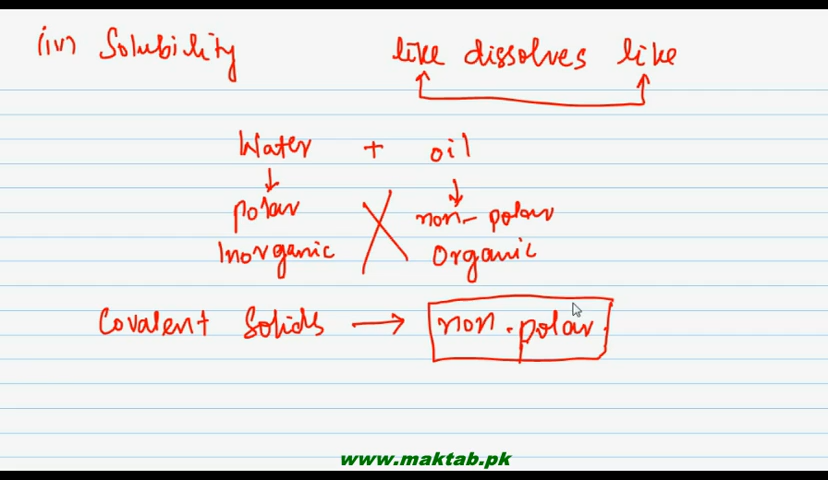 (iv) Solubility like dissolves like
Water + oil
polar non-polar
Inorganic Organic
Covalent Solids → non-polar.
www.maktab.pk